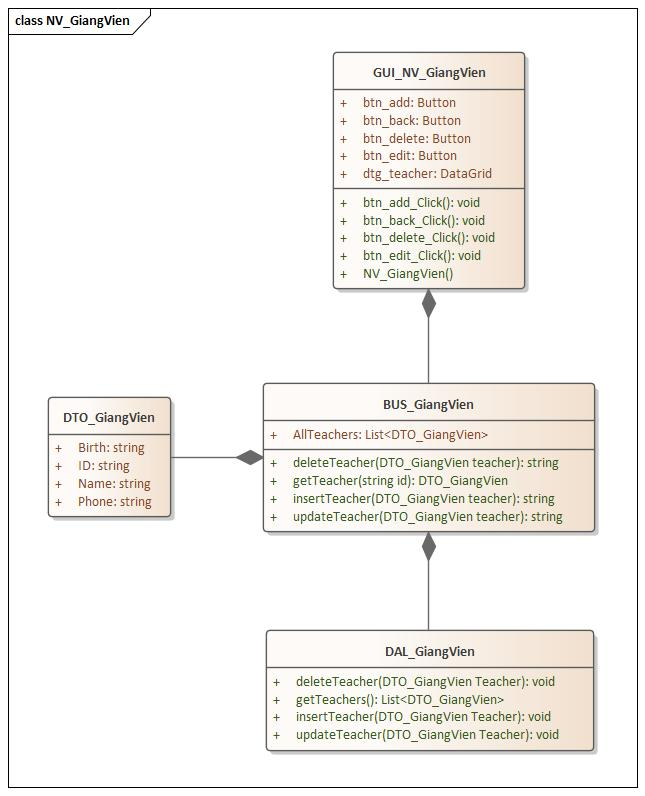 class NV_GiangVien
GUI_NV_GiangVien
+ btn_add: Button
+ btn_back: Button
+ btn_delete: Button
+ btn_edit: Button
+ dtg_teacher: DataGrid
+ btn_add_Click(): void
+ btn_back_Click(): void
+ btn_delete_Click(): void
+ btn_edit_Click(): void
+ NV_GiangVien()
DTO_GiangVien
+ Birth: string
+ ID: string
+ Name: string
+ Phone: string
BUS_GiangVien
+ AllTeachers: List<DTO_GiangVien>
+ deleteTeacher(DTO_GiangVien teacher): string
+ getTeacher(string id): DTO_GiangVien
+ insertTeacher(DTO_GiangVien teacher): string
+ updateTeacher(DTO_GiangVien teacher): string
DAL_GiangVien
+ deleteTeacher(DTO_GiangVien Teacher): void
+ getTeachers(): List<DTO_GiangVien>
+ insertTeacher(DTO_GiangVien Teacher): void
+ updateTeacher(DTO_GiangVien Teacher): void